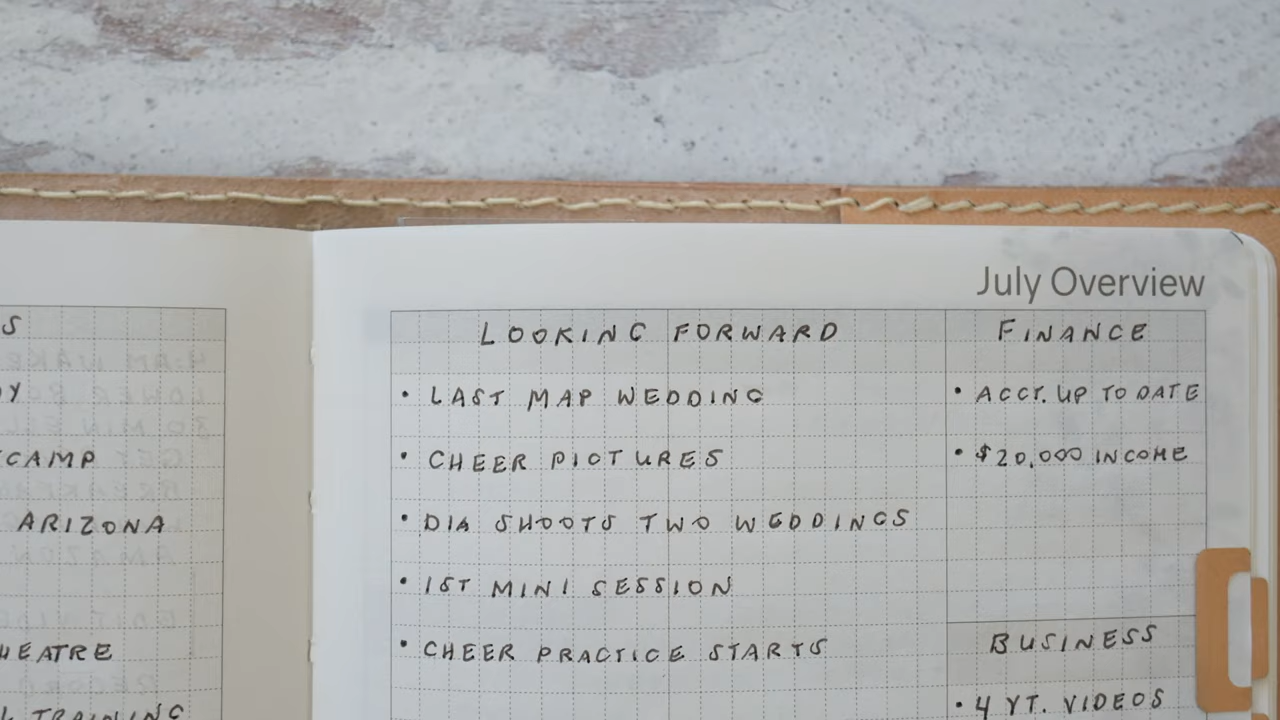 July Overview
S
Y
CAMP
ARIZONA
HEATRE
TRAINING
LOOKING FORWARD
• LAST MAP WEDDING
• CHEER PICTURES
• DIA SHOOTS TWO WEDDINGS
• 1ST MINI SESSION
• CHEER PRACTICE STARTS
FINANCE
• ACCT. UP TO DATE
• $20,000 INCOME
BUSINESS
• 4 YT. VIDEOS